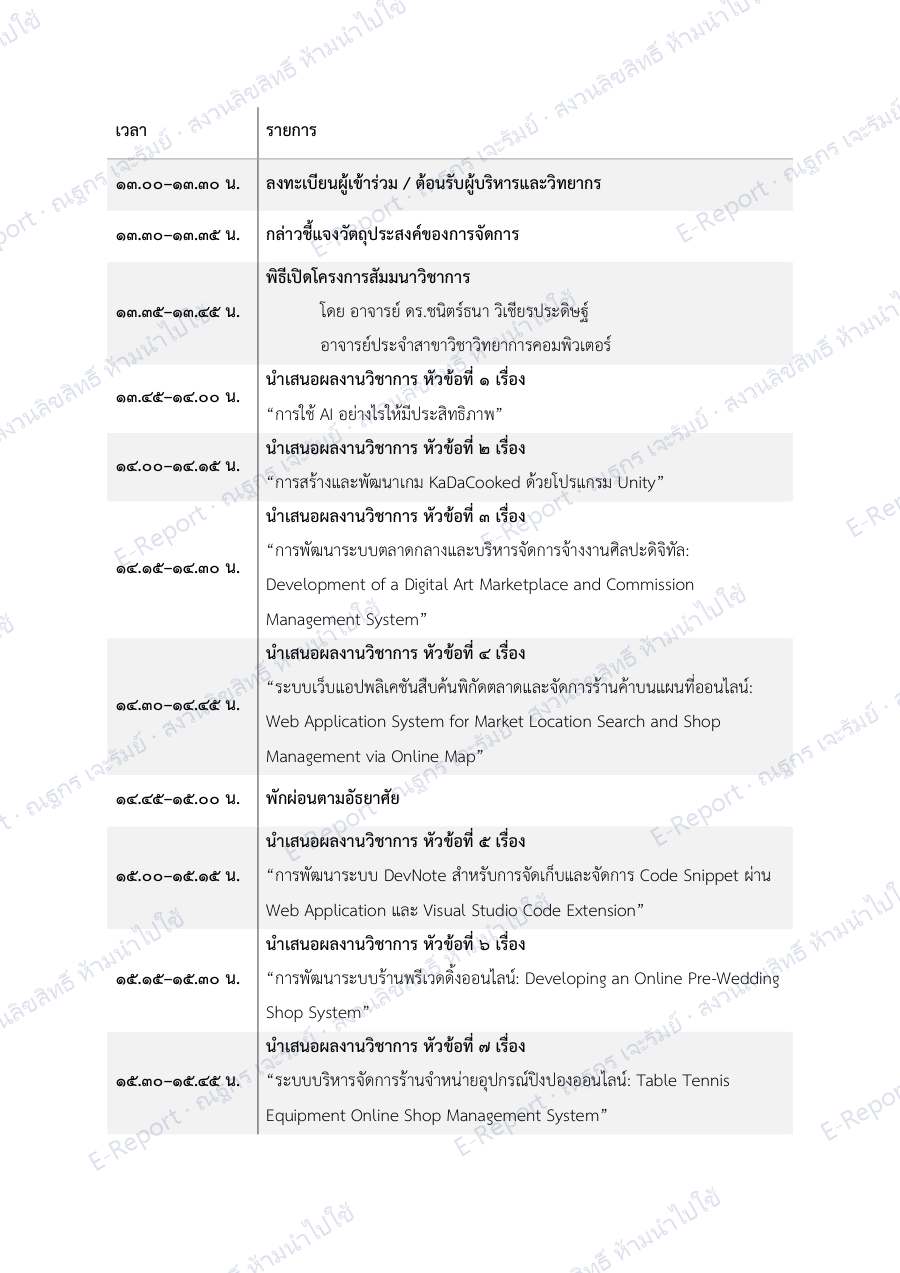 เวลา
รายการ
๑๓.๐๐–๑๓.๓๐ น.
ลงทะเบียนผู้เข้าร่วม / ต้อนรับผู้บริหารและวิทยากร
๑๓.๓๐–๑๓.๓๕ น.
กล่าวชี้แจงวัตถุประสงค์ของการจัดการ
๑๓.๓๕–๑๓.๔๕ น.
พิธีเปิดโครงการสัมมนาวิชาการ
โดย อาจารย์ ดร.ชนิตร์ธนา วิเชียรประดิษฐ์
อาจารย์ประจำสาขาวิชาวิทยาการคอมพิวเตอร์
๑๓.๔๕–๑๔.๐๐ น.
นำเสนอผลงานวิชาการ หัวข้อที่ ๑ เรื่อง
“การใช้ AI อย่างไรให้มีประสิทธิภาพ”
๑๔.๐๐–๑๔.๑๕ น.
นำเสนอผลงานวิชาการ หัวข้อที่ ๒ เรื่อง
“การสร้างและพัฒนาเกม KaDaCooked ด้วยโปรแกรม Unity”
๑๔.๑๕–๑๔.๓๐ น.
นำเสนอผลงานวิชาการ หัวข้อที่ ๓ เรื่อง
“การพัฒนาระบบตลาดกลางและบริหารจัดการจ้างงานศิลปะดิจิทัล:
Development of a Digital Art Marketplace and Commission
Management System”
๑๔.๓๐–๑๔.๔๕ น.
นำเสนอผลงานวิชาการ หัวข้อที่ ๔ เรื่อง
“ระบบเว็บแอปพลิเคชันสืบค้นพิกัดตลาดและจัดการร้านค้าบนแผนที่ออนไลน์:
Web Application System for Market Location Search and Shop
Management via Online Map”
๑๔.๔๕–๑๕.๐๐ น.
พักผ่อนตามอัธยาศัย
๑๕.๐๐–๑๕.๑๕ น.
นำเสนอผลงานวิชาการ หัวข้อที่ ๕ เรื่อง
“การพัฒนาระบบ DevNote สำหรับการจัดเก็บและจัดการ Code Snippet ผ่าน
Web Application และ Visual Studio Code Extension”
๑๕.๑๕–๑๕.๓๐ น.
นำเสนอผลงานวิชาการ หัวข้อที่ ๖ เรื่อง
“การพัฒนาระบบร้านพรีเวดดิ้งออนไลน์: Developing an Online Pre-Wedding
Shop System”
๑๕.๓๐–๑๕.๔๕ น.
นำเสนอผลงานวิชาการ หัวข้อที่ ๗ เรื่อง
“ระบบบริหารจัดการร้านจำหน่ายอุปกรณ์ปิงปองออนไลน์: Table Tennis
Equipment Online Shop Management System”
E-Report · ณฐกร เจะรัมย์ · สงวนลิขสิทธิ์ ห้ามนำไปใช้